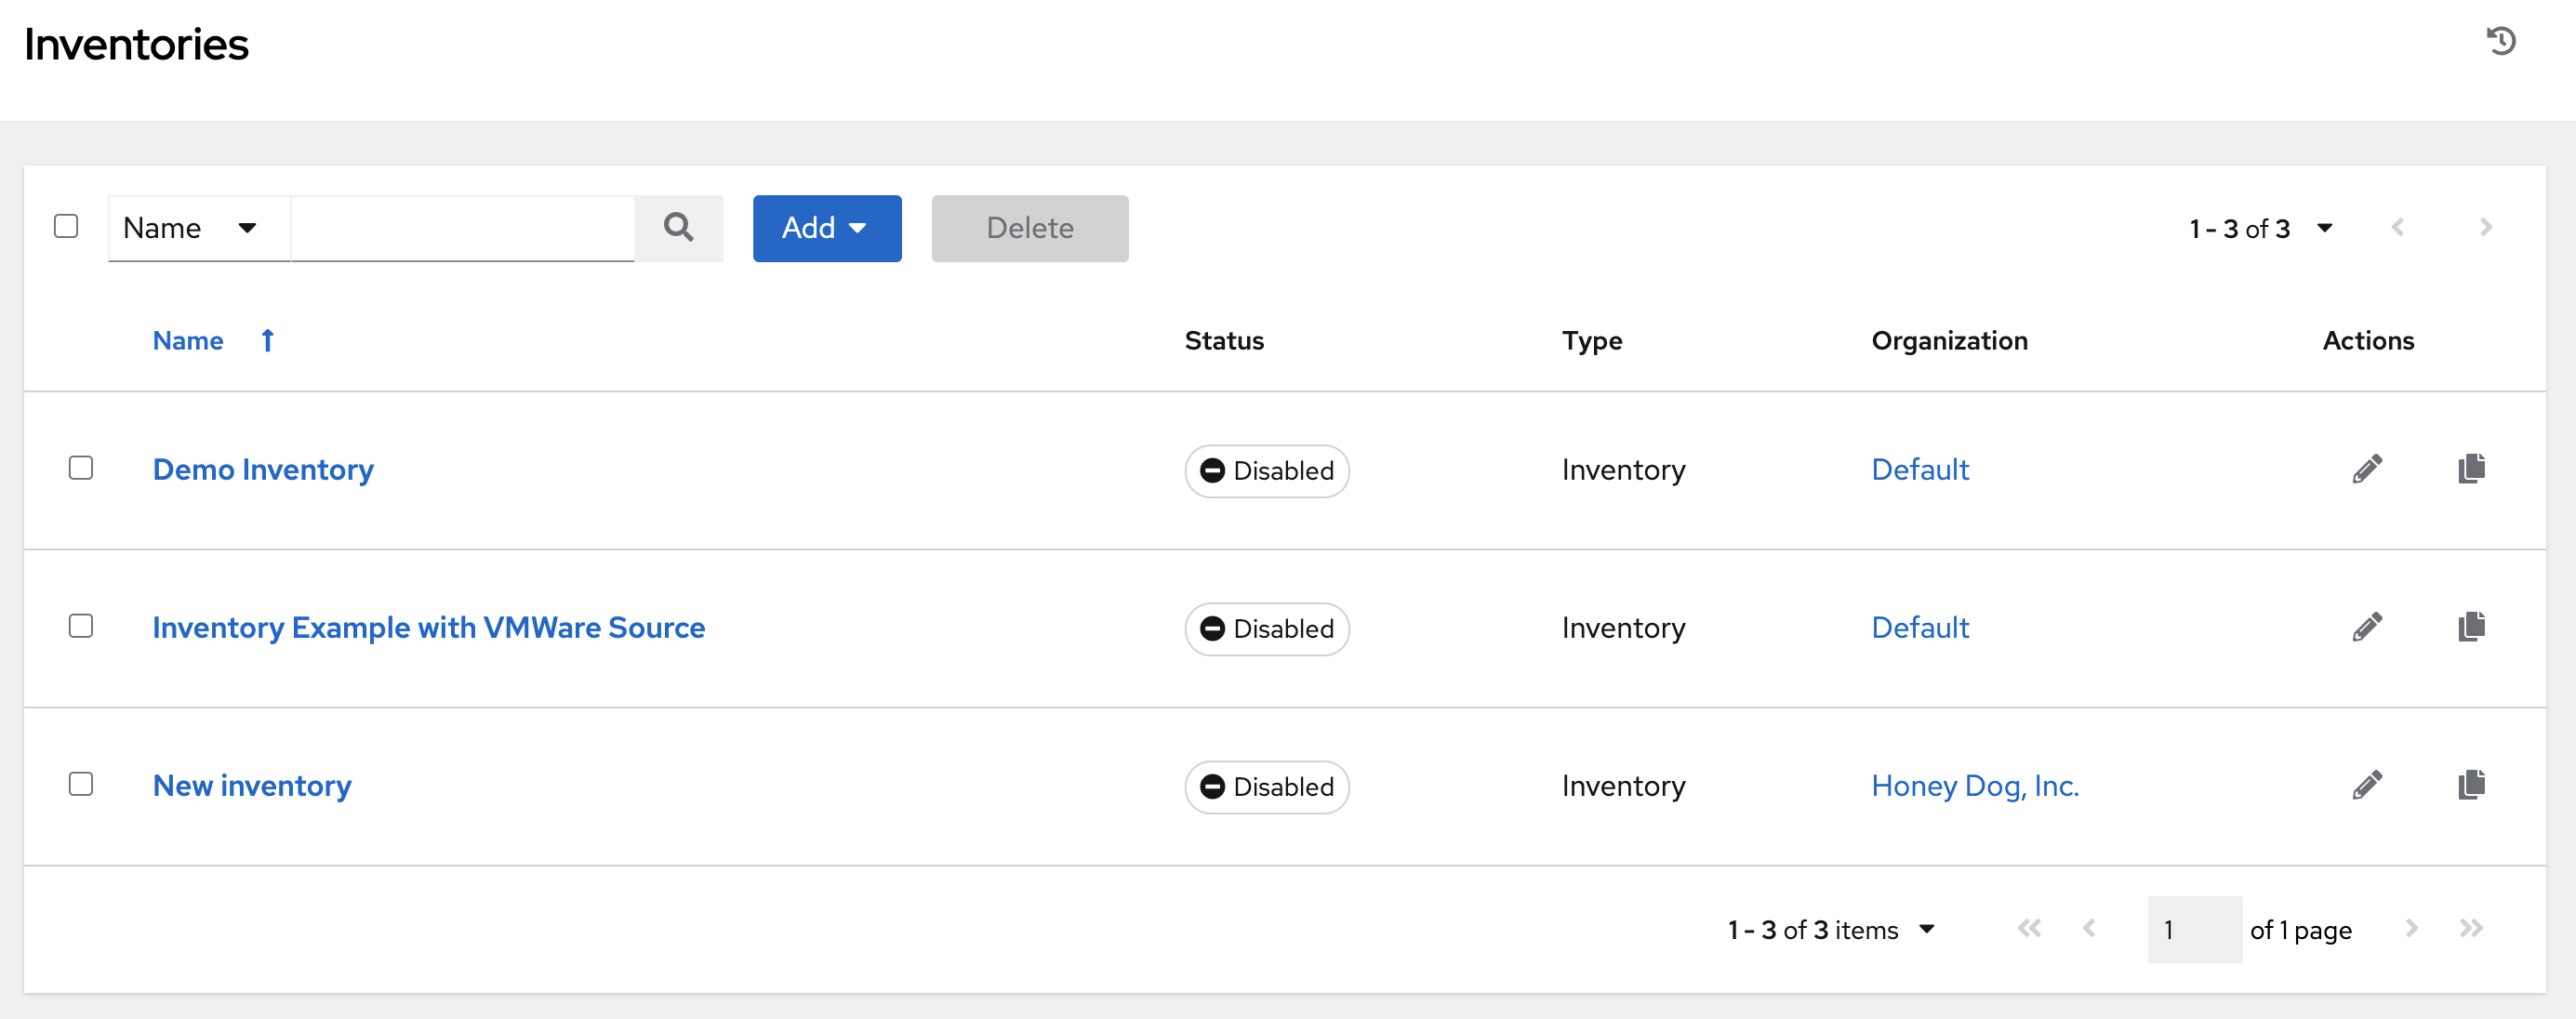 Inventories
Name Add Delete 1 - 3 of 3
Name Status Type Organization Actions
Demo Inventory Disabled Inventory Default
Inventory Example with VMWare Source Disabled Inventory Default
New inventory Disabled Inventory Honey Dog, Inc.
1 - 3 of 3 items 1 of 1 page